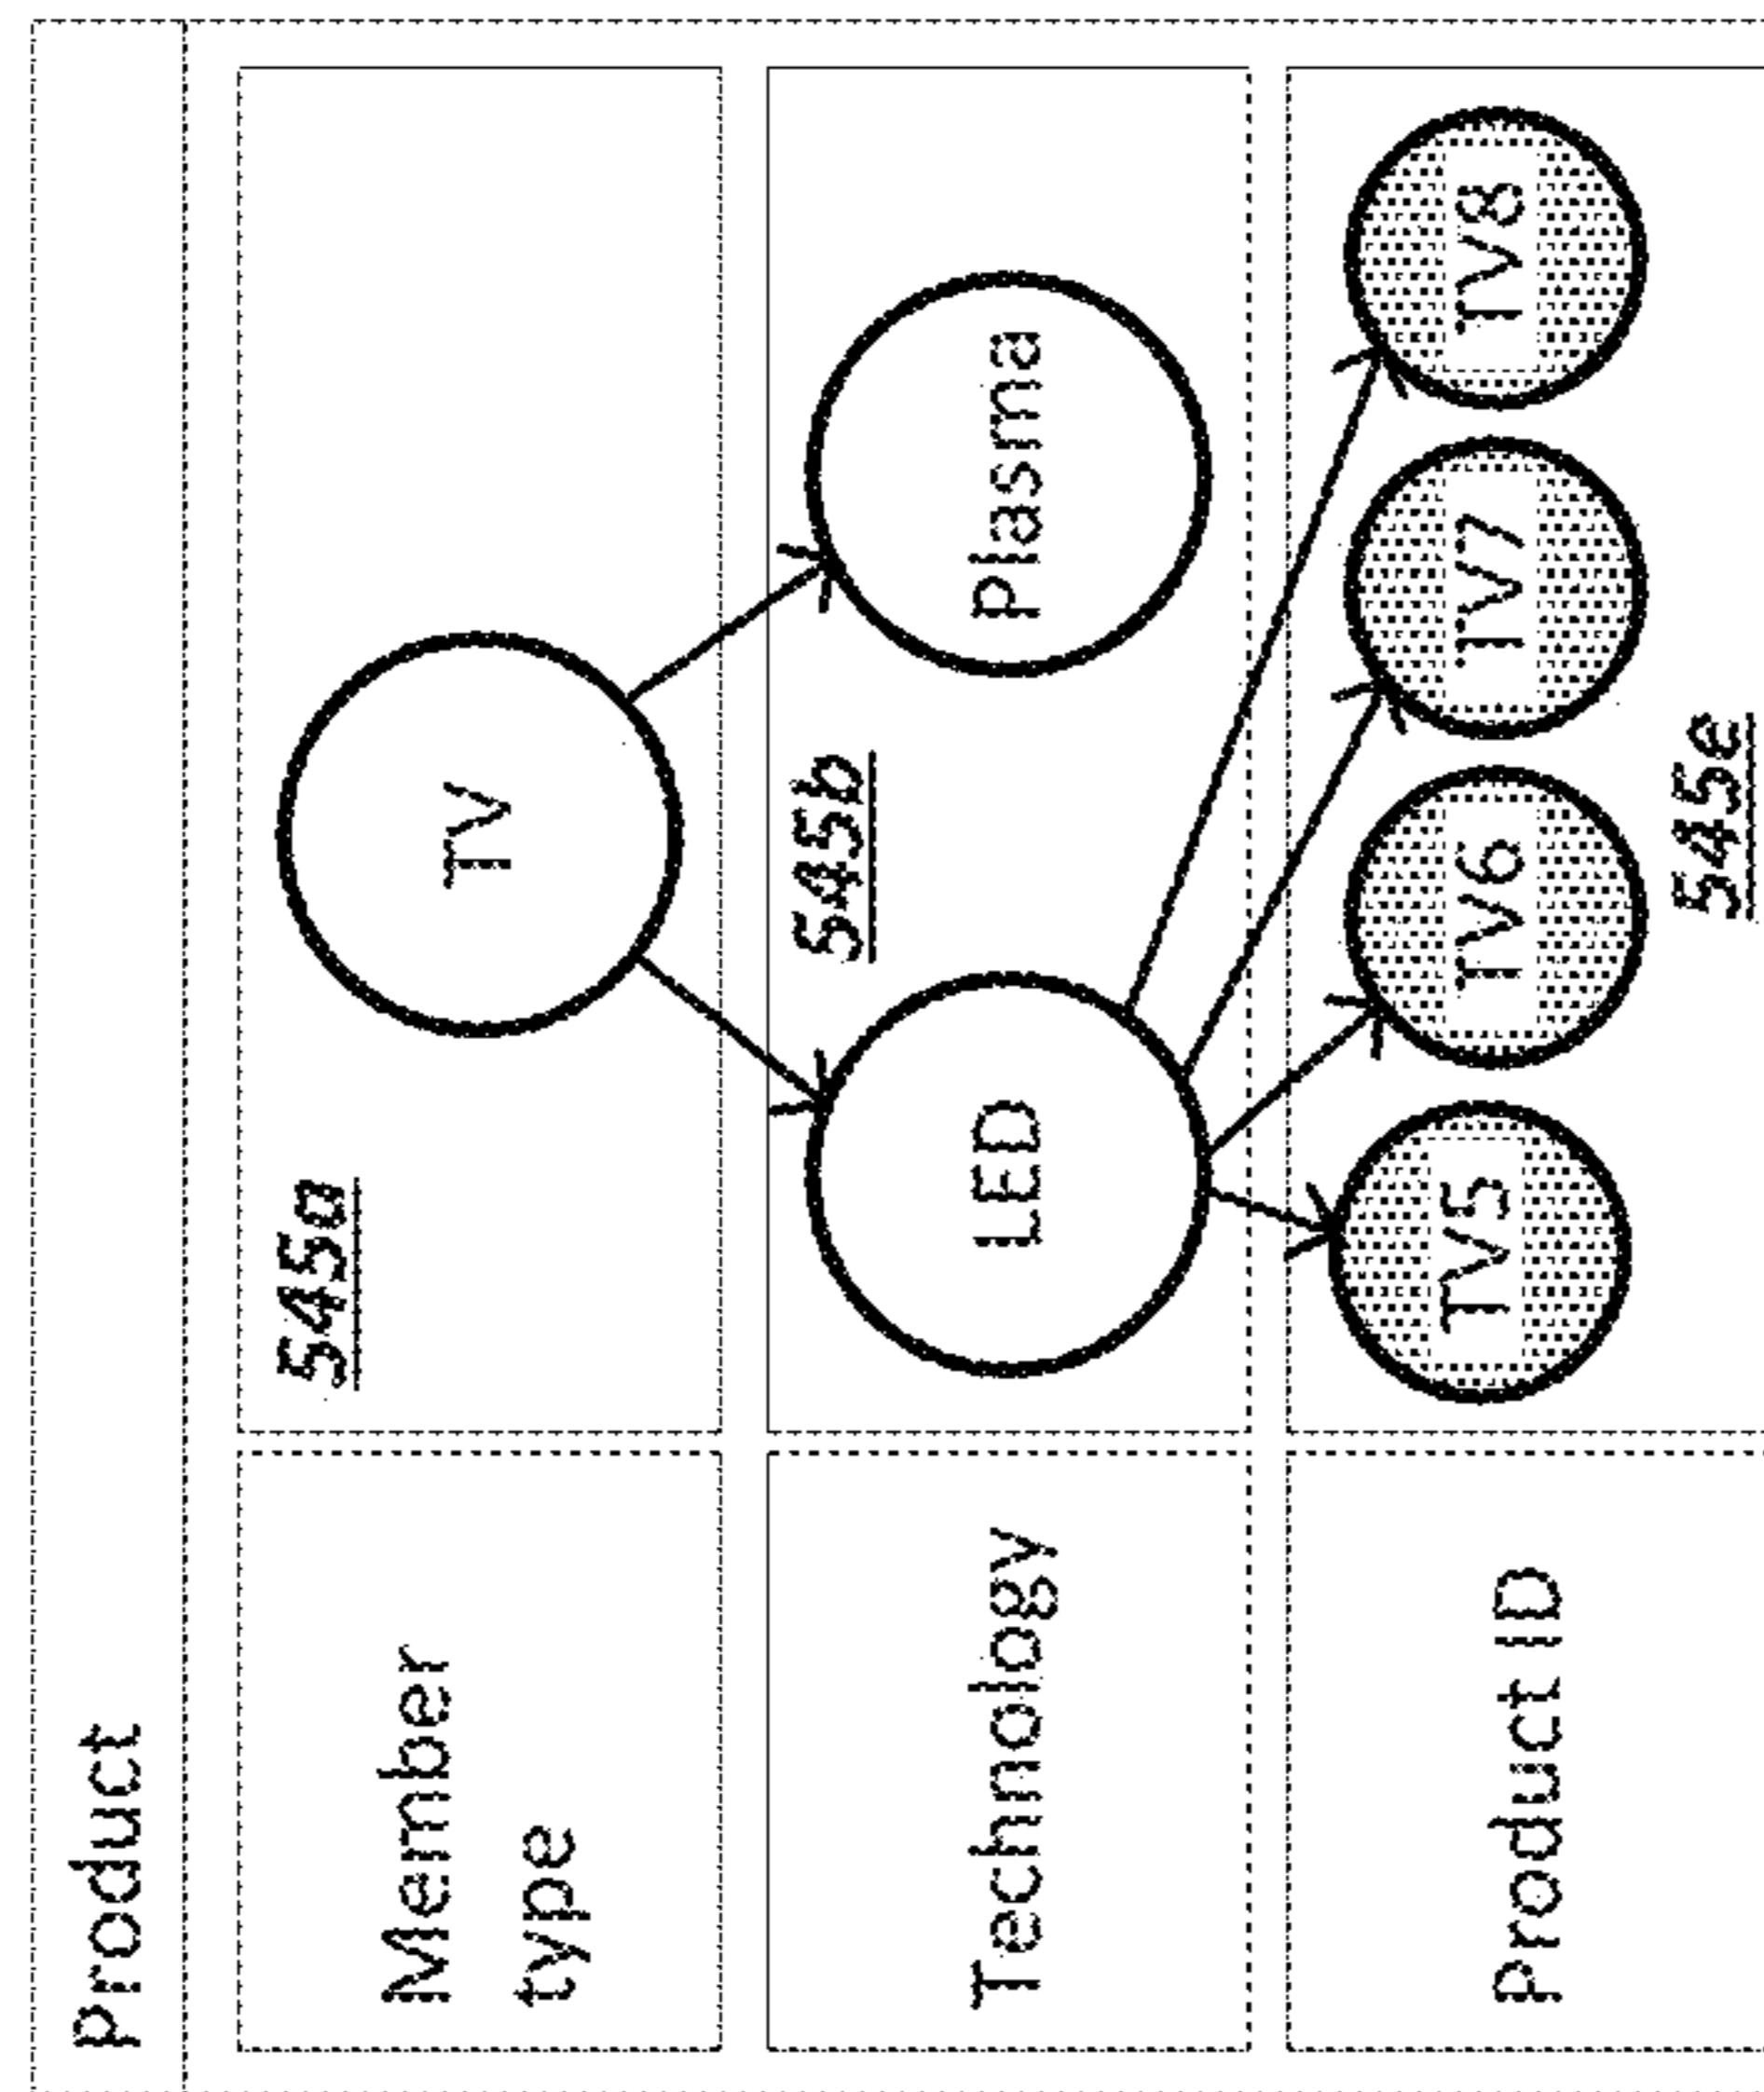 Product
Member
type
545a
TV
Technology
LED
545b
Plasma
Product ID
TV5
TV6
TV7
TV8
545e